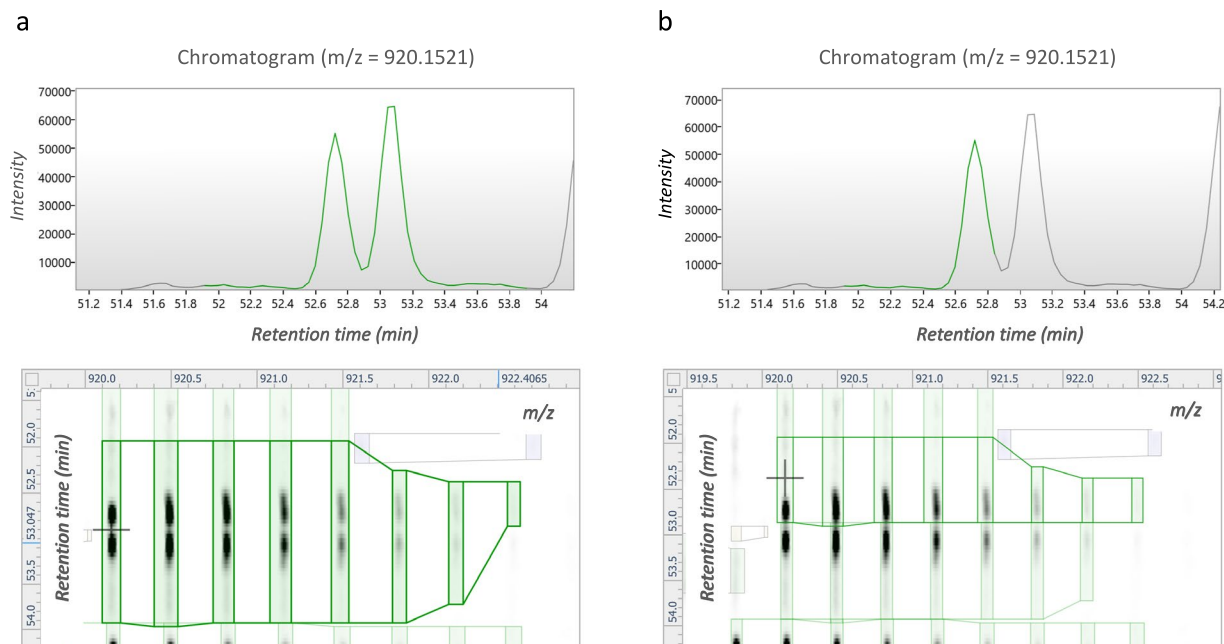 a
b
Chromatogram (m/z = 920.1521)
Chromatogram (m/z = 920.1521)
70000
60000
50000
40000
30000
20000
10000
Intensity
51.2 51.4 51.6 51.8 52 52.2 52.4 52.6 52.8 53 53.2 53.4 53.6 53.8 54
Retention time (min)
70000
60000
50000
40000
30000
20000
10000
Intensity
51.2 51.4 51.6 51.8 52 52.2 52.4 52.6 52.8 53 53.2 53.4 53.6 53.8 54 54.2
Retention time (min)
920.0 920.5 921.0 921.5 922.0 922.4065
m/z
52.0
52.5
53.047
53.5
54.0
Retention time (min)
919.5 920.0 920.5 921.0 921.5 922.0 922.5
m/z
52.0
52.5
53.0
53.5
54.0
Retention time (min)